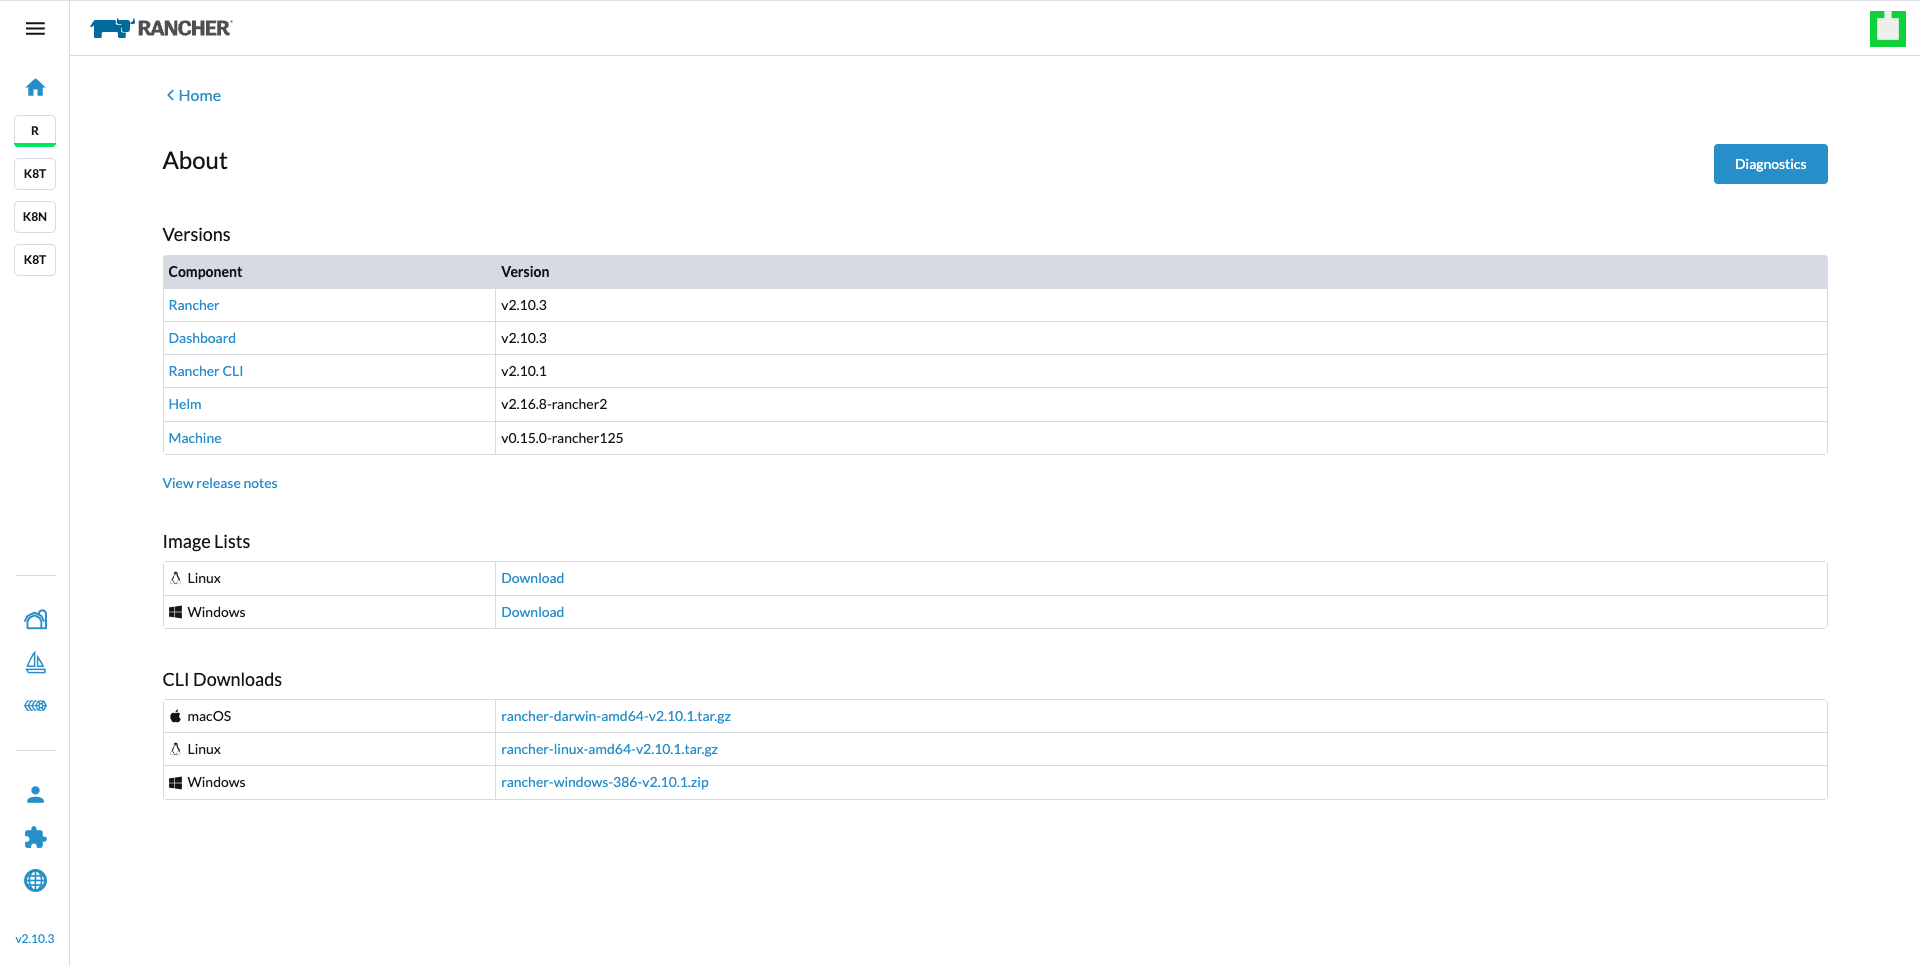 RANCHER
Home
R
K8T
K8N
K8T
About
Diagnostics
Versions
Component Version
Rancher v2.10.3
Dashboard v2.10.3
Rancher CLI v2.10.1
Helm v2.16.8-rancher2
Machine v0.15.0-rancher125
View release notes
Image Lists
Linux Download
Windows Download
CLI Downloads
macOS rancher-darwin-amd64-v2.10.1.tar.gz
Linux rancher-linux-amd64-v2.10.1.tar.gz
Windows rancher-windows-386-v2.10.1.zip
v2.10.3